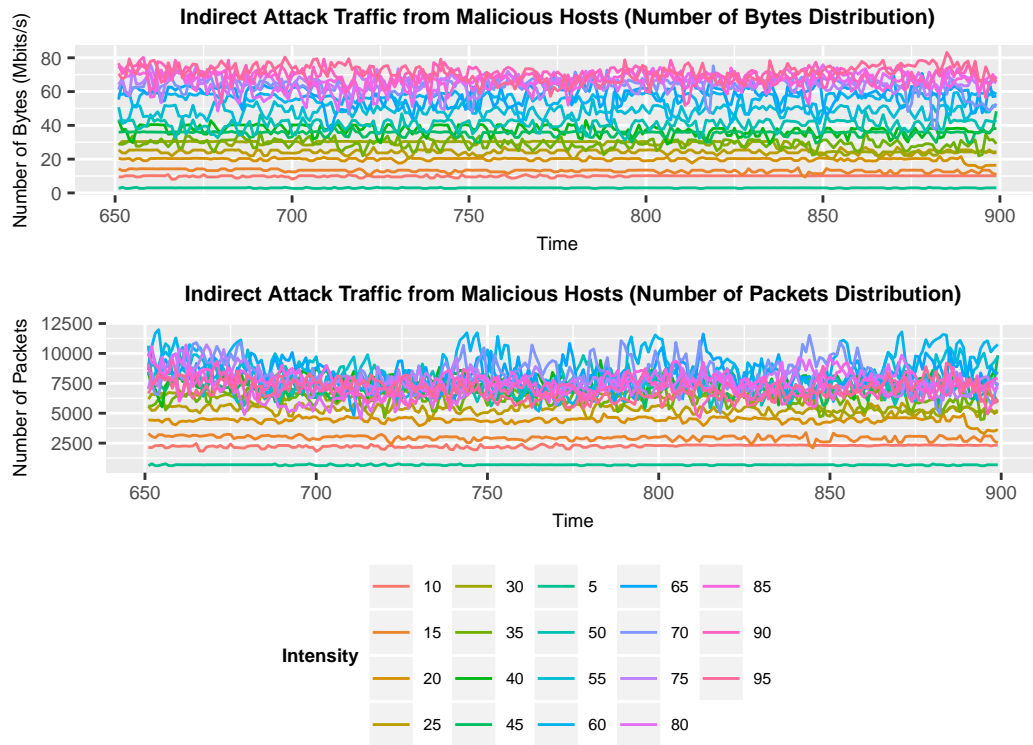 Indirect Attack Traffic from Malicious Hosts (Number of Bytes Distribution)
Number of Bytes (Mbits/s)
80
60
40
20
0
650 700 750 800 850 900
Time
Indirect Attack Traffic from Malicious Hosts (Number of Packets Distribution)
Number of Packets
12500
10000
7500
5000
2500
650 700 750 800 850 900
Time
Intensity
10 30 5 65 85
15 35 50 70 90
20 40 55 75 95
25 45 60 80